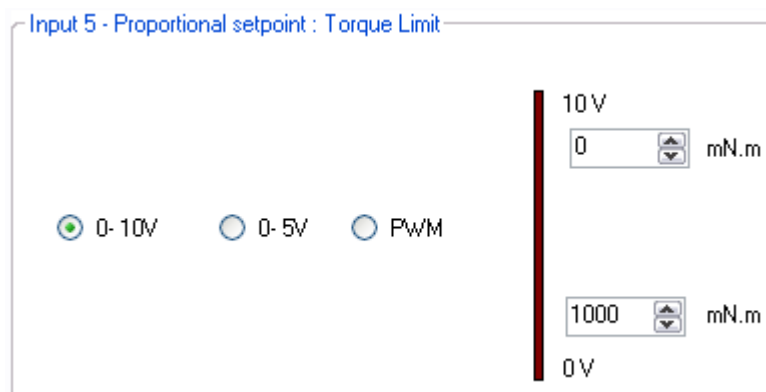 Input 5 - Proportional setpoint : Torque Limit
10 V
0 mN.m
0- 10V 0- 5V PWM
1000 mN.m
0 V